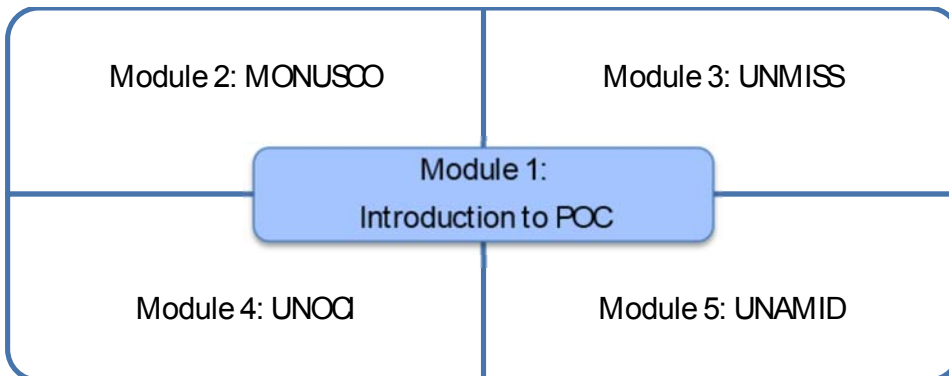 Module 2: MONUSCO
Module 3: UNMISS
Module 1:
Introduction to POC
Module 4: UNOCI
Module 5: UNAMID